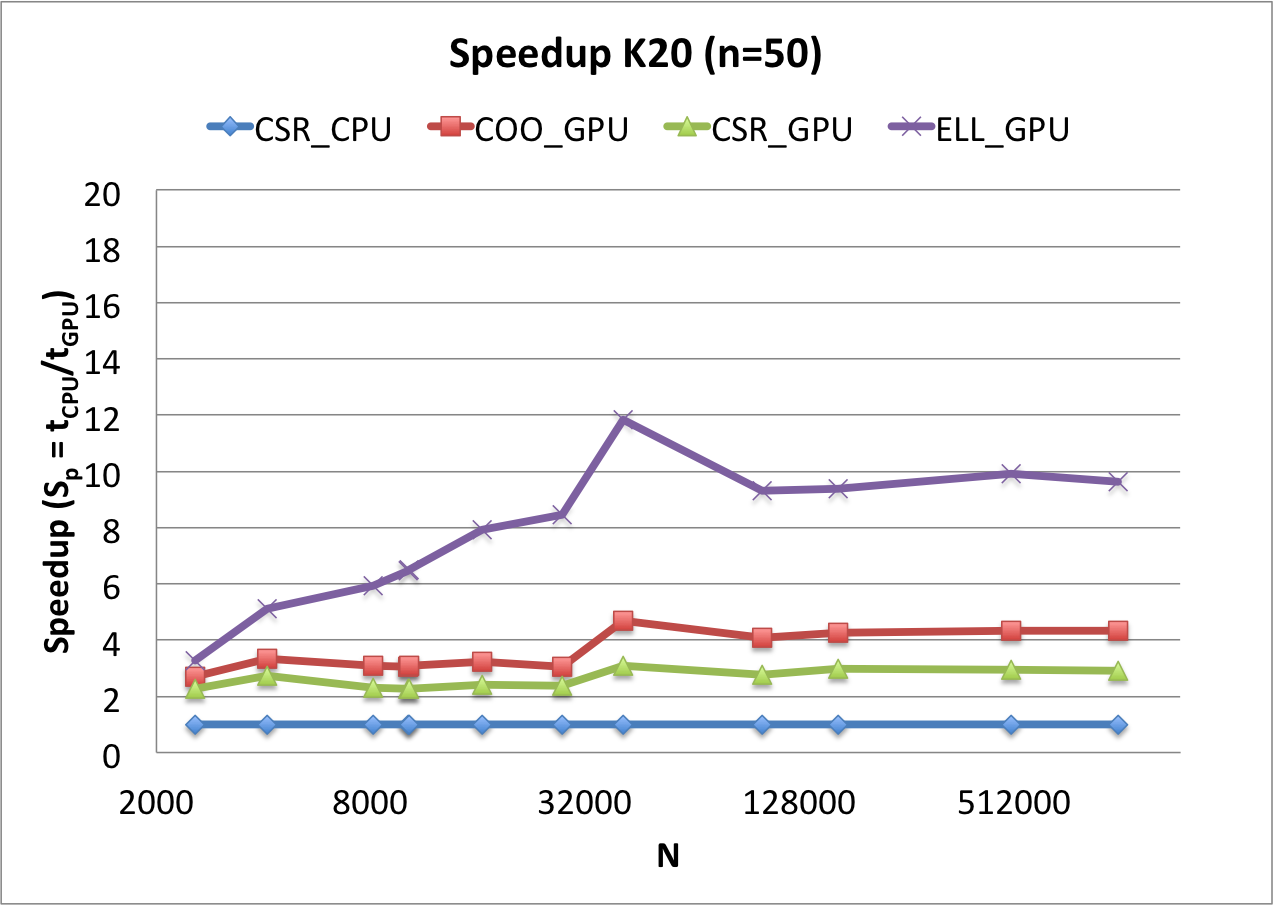 Speedup K20 (n=50)
CSR_CPU COO_GPU CSR_GPU ELL_GPU
20
18
16
14
12
10
8
6
4
2
0
Speedup (Sp = tCPU/tGPU)
2000 8000 32000 128000 512000
N